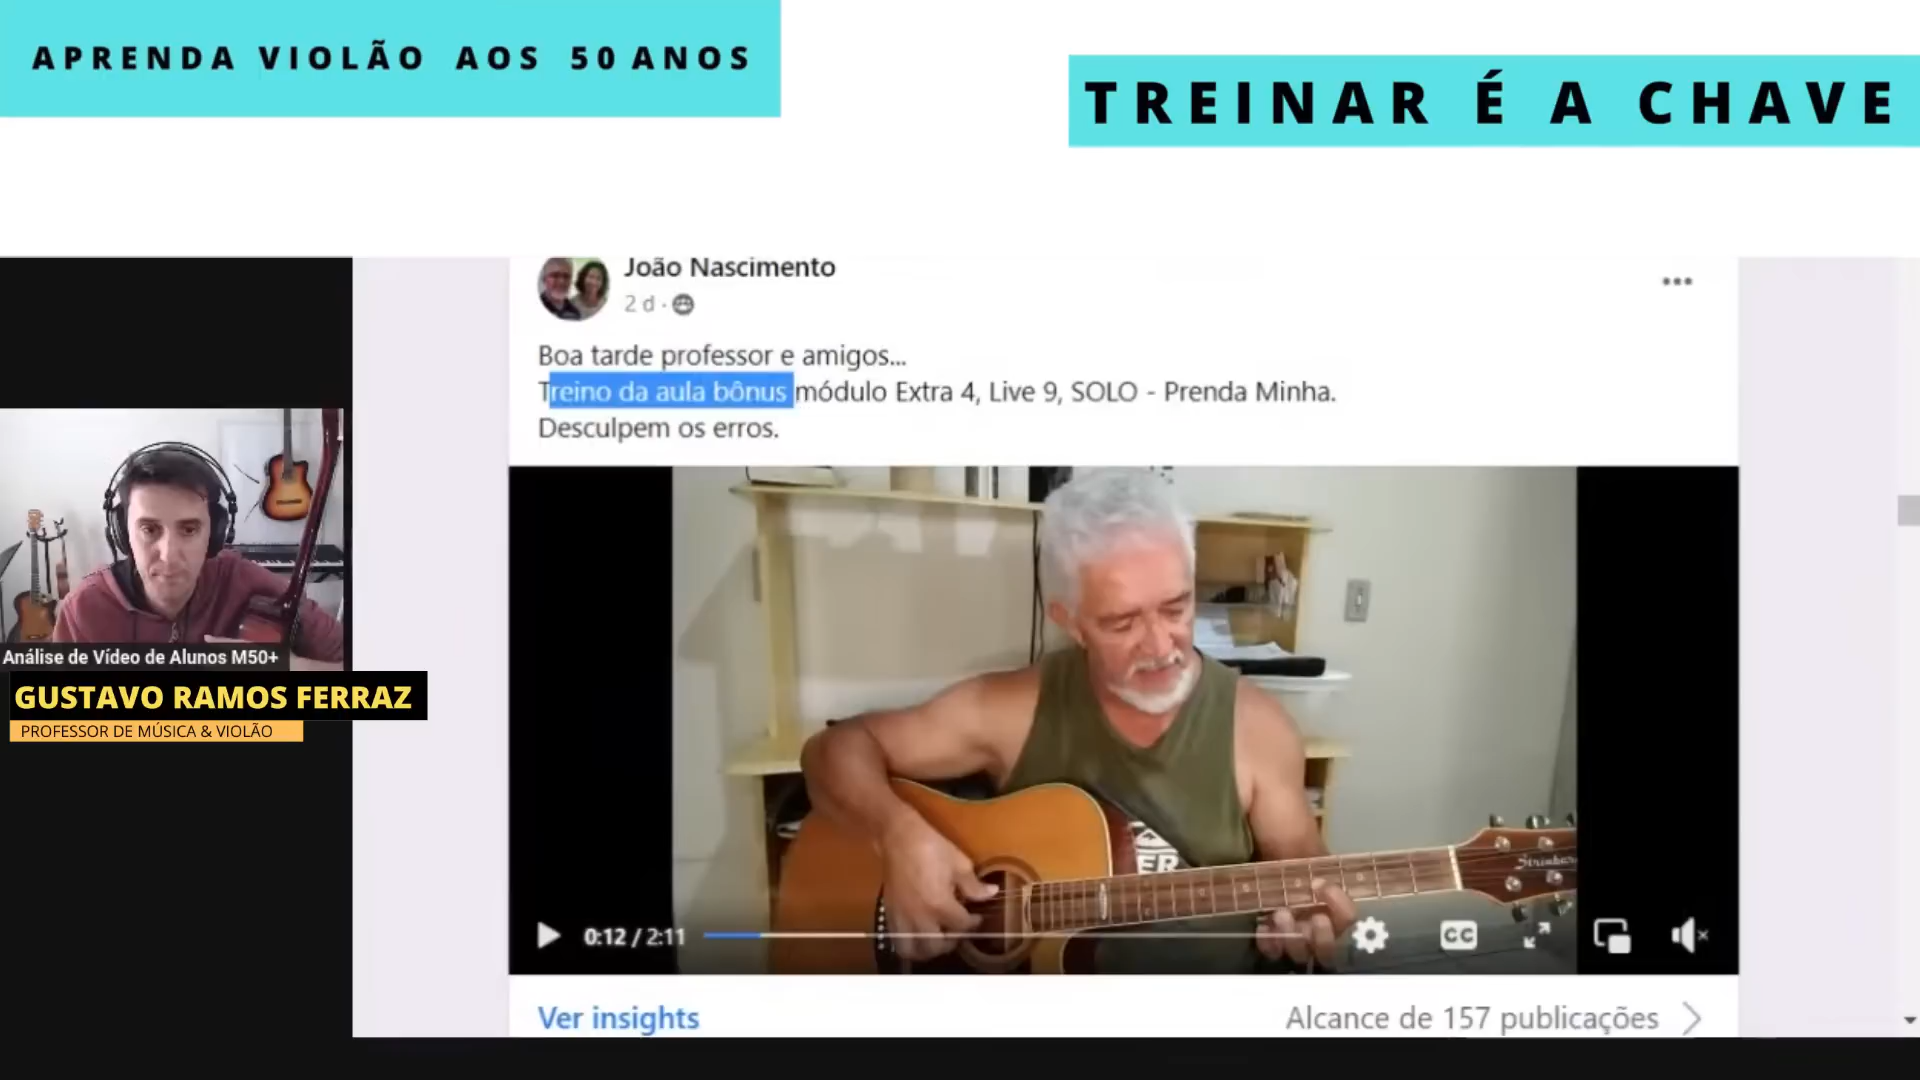 APRENDA VIOLÃO AOS 50 ANOS
TREINAR É A CHAVE
João Nascimento
2 d ·
Boa tarde professor e amigos...
Treino da aula bônus módulo Extra 4, Live 9, SOLO - Prenda Minha.
Desculpem os erros.
Análise de Vídeo de Alunos M50+
GUSTAVO RAMOS FERRAZ
PROFESSOR DE MÚSICA & VIOLÃO
ER
0:12 / 2:11
CC
Ver insights
Alcance de 157 publicações